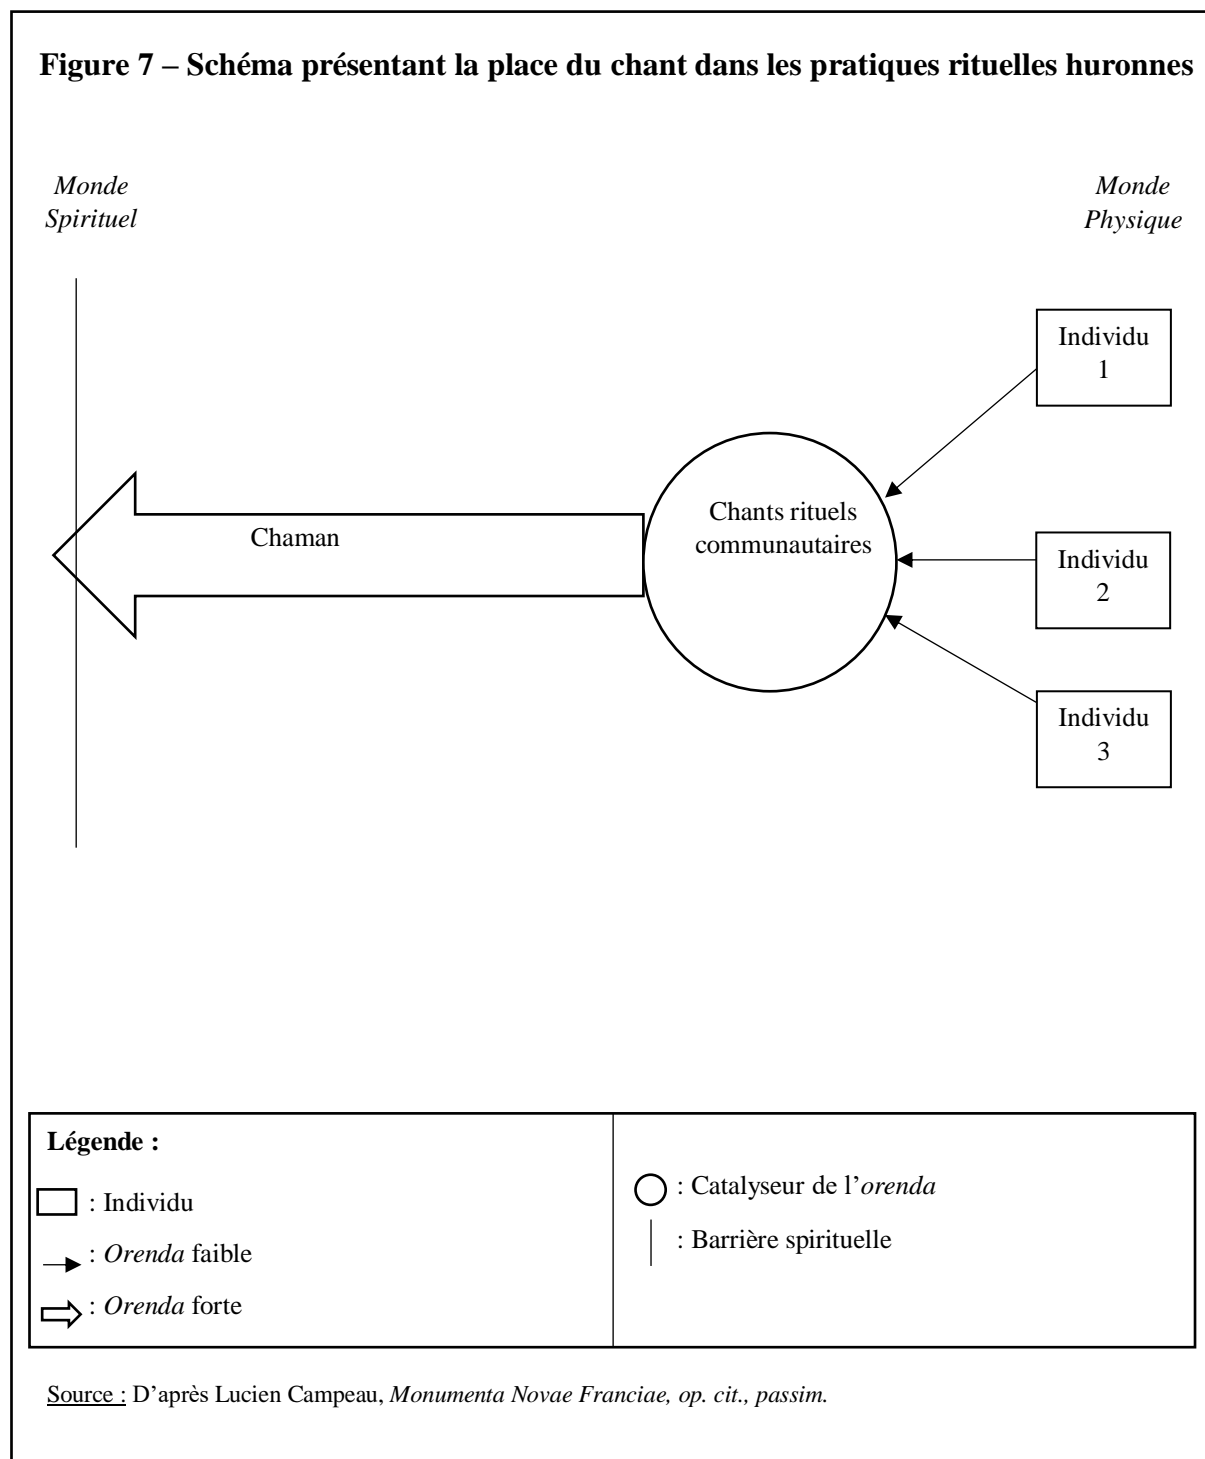 Figure 7 – Schéma présentant la place du chant dans les pratiques rituelles huronnes
Monde
Spirituel
Monde
Physique
Individu
1
Chants rituels
communautaires
Chaman
Individu
2
Individu
3
Légende :
: Individu
: Orenda faible
: Orenda forte
: Catalyseur de l’orenda
: Barrière spirituelle
Source : D’après Lucien Campeau, Monumenta Novae Franciae, op. cit., passim.